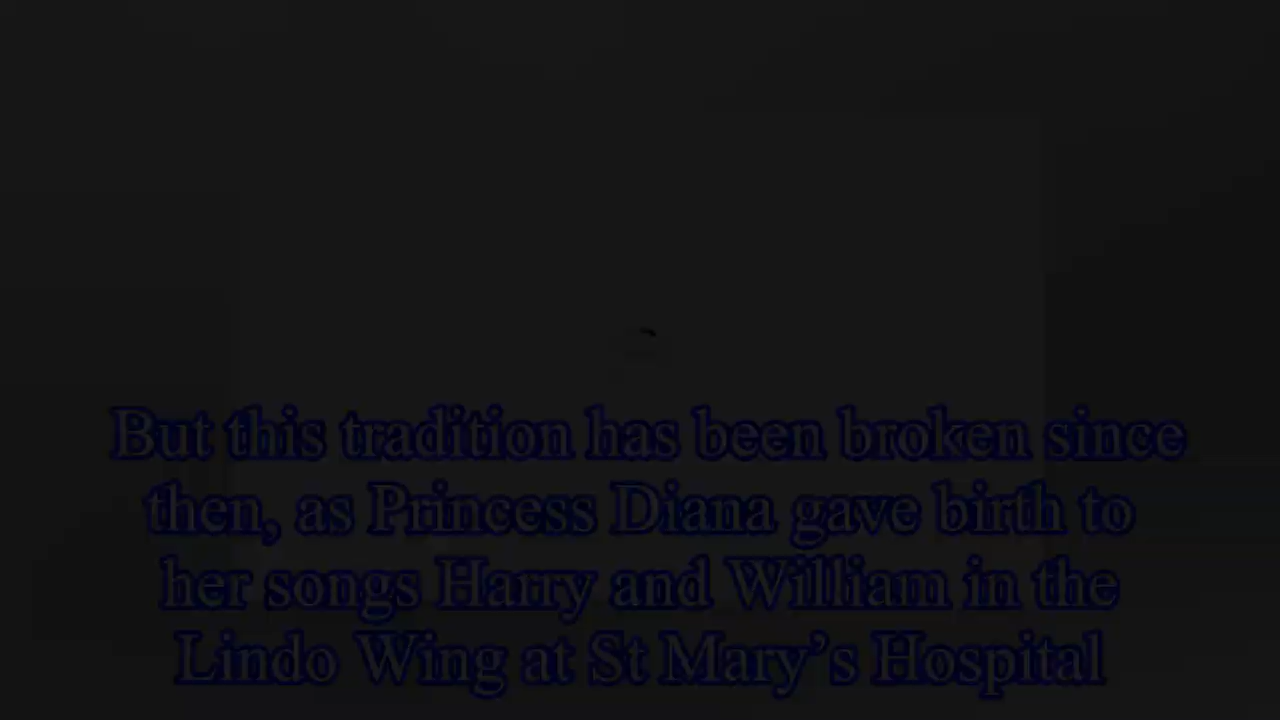 But this tradition has been broken since
then, as Princess Diana gave birth to
her songs Harry and William in the
Lindo Wing at St Mary’s Hospital